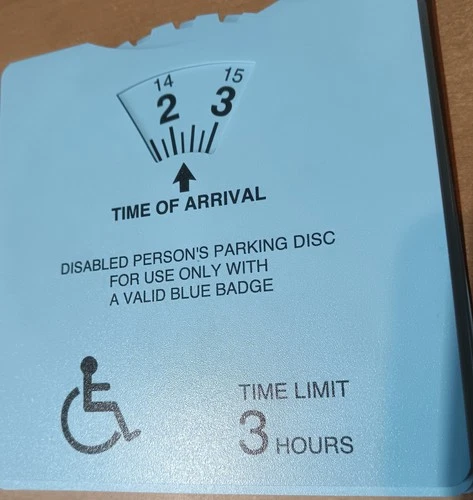 14 15
2 3
TIME OF ARRIVAL
DISABLED PERSON'S PARKING DISC
FOR USE ONLY WITH
A VALID BLUE BADGE
TIME LIMIT
3 HOURS